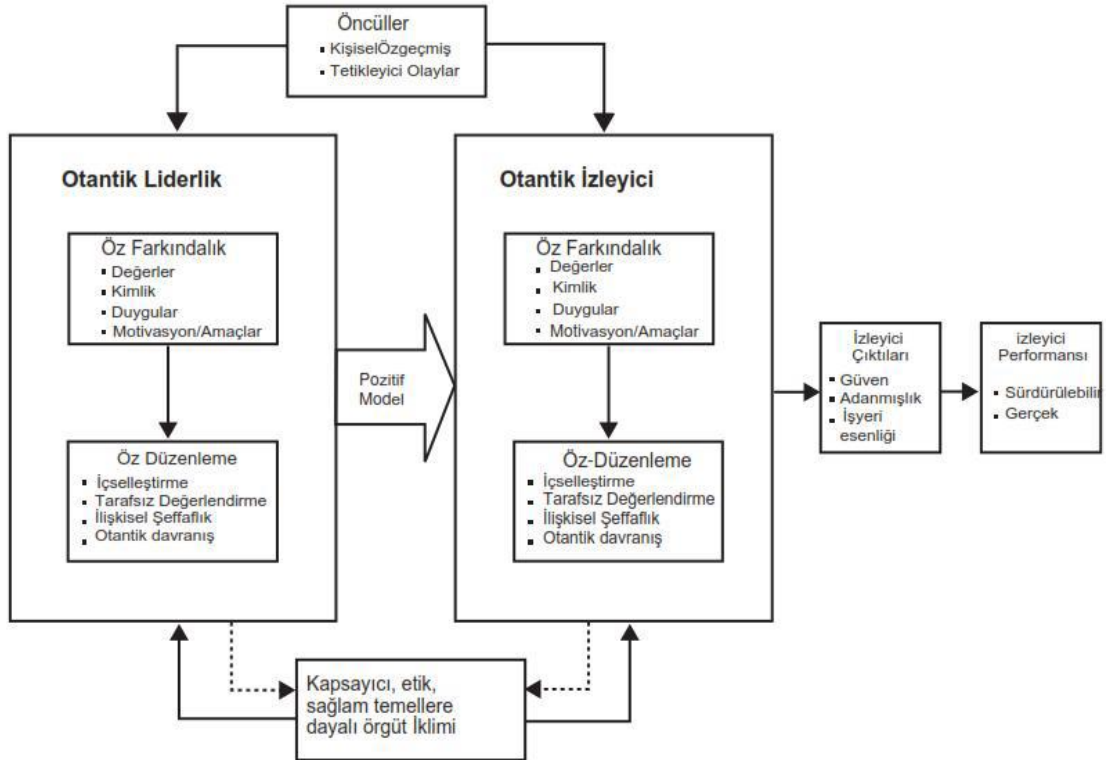 Öncüller
▪ KişiselÖzgeçmiş
▪ Tetikleyici Olaylar
Otantik Liderlik
Öz Farkındalık
▪ Değerler
▪ Kimlik
▪ Duygular
▪ Motivasyon/Amaçlar
Öz Düzenleme
▪ İçselleştirme
▪ Tarafsız Değerlendirme
▪ İlişkisel Şeffaflık
▪ Otantik davranış
Pozitif
Model
Otantik İzleyici
Öz Farkındalık
▪ Değerler
▪ Kimlik
▪ Duygular
▪ Motivasyon/Amaçlar
Öz-Düzenleme
▪ İçselleştirme
▪ Tarafsız Değerlendirme
▪ İlişkisel Şeffaflık
▪ Otantik davranış
İzleyici
Çıktıları
▪ Güven
▪ Adanmışlık
▪ İşyeri
esenliği
izleyici
Performansı
▪ Sürdürülebilir
▪ Gerçek
Kapsayıcı, etik,
sağlam temellere
dayalı örgüt İklimi